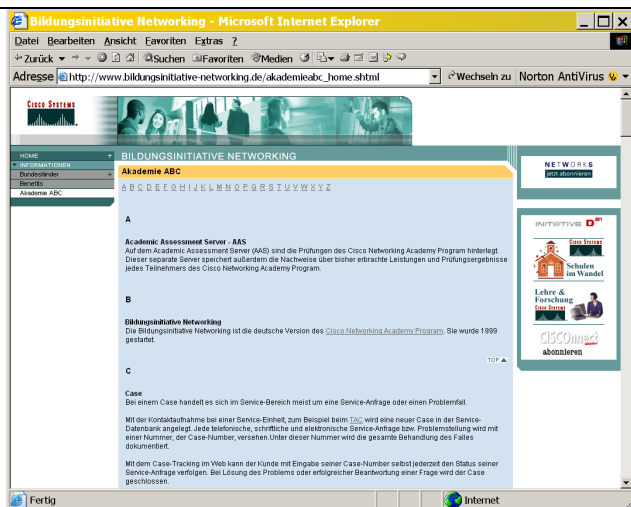 Bildungsinitiative Networking - Microsoft Internet Explorer
Datei Bearbeiten Ansicht Favoriten Extras ?
Zurück Suchen Favoriten Medien
Adresse http://www.bildungsinitiative-networking.de/akademieabc_home.shtml Wechseln zu Norton AntiVirus
CISCO SYSTEMS
HOME +
INFORMATIONEN
Bundesländer +
Benefits
Akademie ABC
BILDUNGSINITIATIVE NETWORKING
Akademie ABC
A B C D E F G H I J K L M N O P Q R S T U V W X Y Z
A
Academic Assessment Server - AAS
Auf dem Academic Assessment Server (AAS) sind die Prüfungen des Cisco Networking Academy Program hinterlegt.
Dieser separate Server speichert außerdem die Nachweise über bisher erbrachte Leistungen und Prüfungsergebnisse
jedes Teilnehmers des Cisco Networking Academy Program.
B
Bildungsinitiative Networking
Die Bildungsinitiative Networking ist die deutsche Version des Cisco Networking Academy Program. Sie wurde 1999
gestartet.
TOP
C
Case
Bei einem Case handelt es sich im Service-Bereich meist um eine Service-Anfrage oder einen Problemfall.
Mit der Kontaktaufnahme bei einer Service-Einheit, zum Beispiel beim TAC wird eine neuer Case in der Service-
Datenbank angelegt. Jede telefonische, schriftliche und elektronische Service-Anfrage bzw. Problemstellung wird mit
einer Nummer, der Case-Number, versehen.Unter dieser Nummer wird die gesamte Behandlung des Falles
dokumentiert.
Mit dem Case-Tracking im Web kann der Kunde mit Eingabe seiner Case-Number selbst jederzeit den Status seiner
Service-Anfrage verfolgen. Bei Lösung des Problems oder erfolgreicher Beantwortung einer Frage wird der Case
geschlossen.
NETWORKS
jetzt abonnieren
INITIATIVE D21
CISCO SYSTEMS
Schulen
im Wandel
Lehre &
Forschung
CISCO SYSTEMS
CISCOnnect
abonnieren
Fertig
Internet